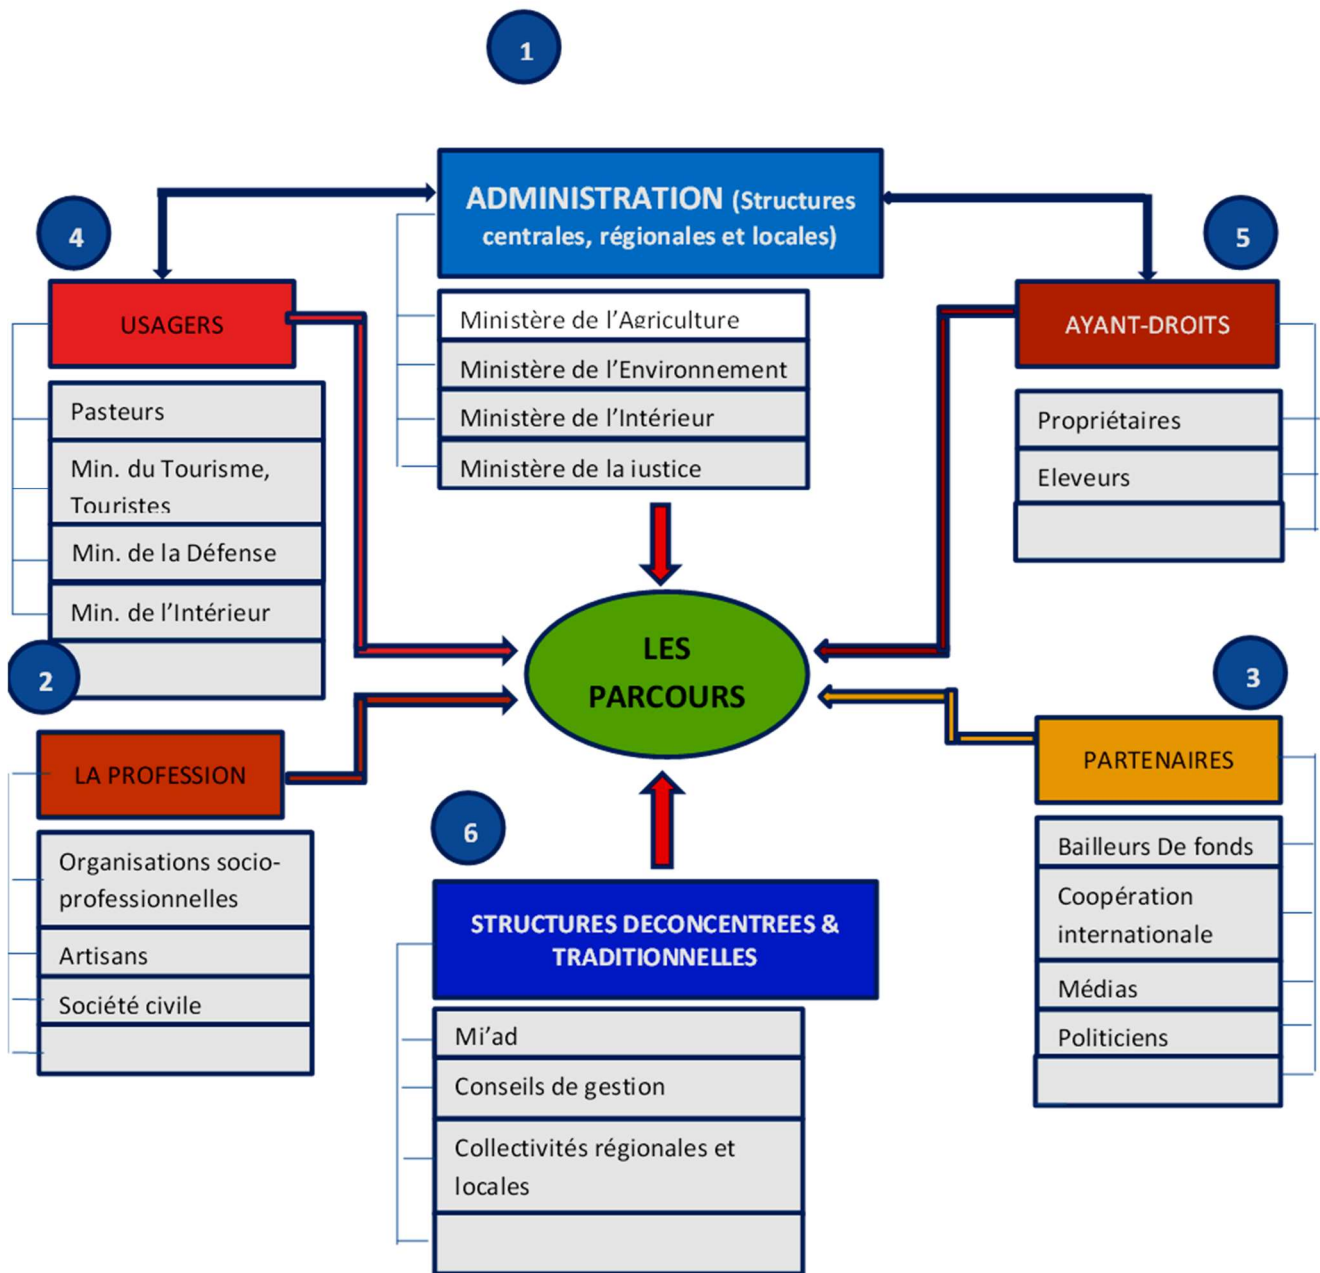 1
ADMINISTRATION (Structures
centrales, régionales et locales)
Ministère de l’Agriculture
Ministère de l’Environnement
Ministère de l’Intérieur
Ministère de la justice
4
USAGERS
Pasteurs
Min. du Tourisme,
Touristes
Min. de la Défense
Min. de l’Intérieur
5
AYANT-DROITS
Propriétaires
Eleveurs
LES
PARCOURS
2
LA PROFESSION
Organisations socio-
professionnelles
Artisans
Société civile
3
PARTENAIRES
Bailleurs De fonds
Coopération
internationale
Médias
Politiciens
6
STRUCTURES DECONCENTREES &
TRADITIONNELLES
Mi’ad
Conseils de gestion
Collectivités régionales et
locales